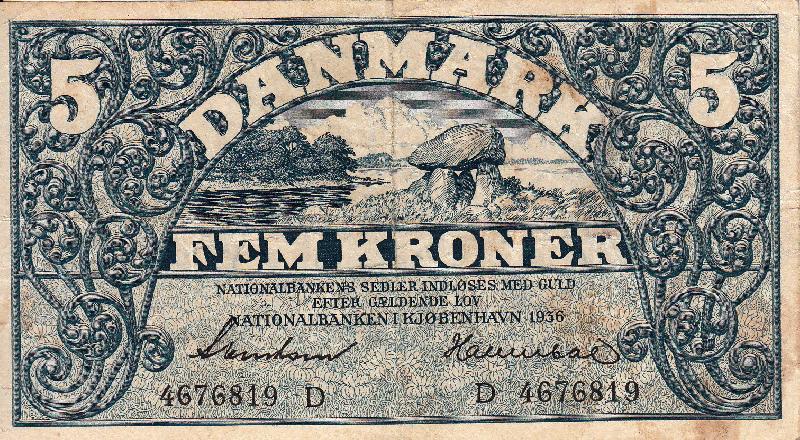 DANMARK
5 5
FEM KRONER
NATIONALBANKENS SEDLER INDLØSES MED GULD
EFTER GÆLDENDE LOV
NATIONALBANKEN I KJØBENHAVN 1936
4676819 D D 4676819